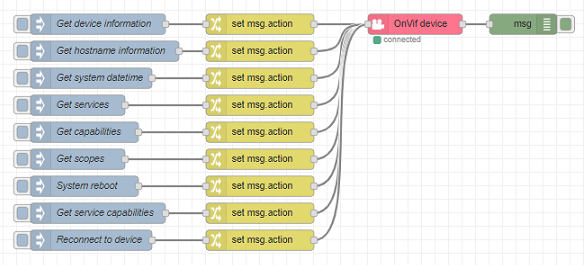 Get device information set msg.action OnVif device msg
connected
Get hostname information set msg.action
Get system datetime set msg.action
Get services set msg.action
Get capabilities set msg.action
Get scopes set msg.action
System reboot set msg.action
Get service capabilities set msg.action
Reconnect to device set msg.action